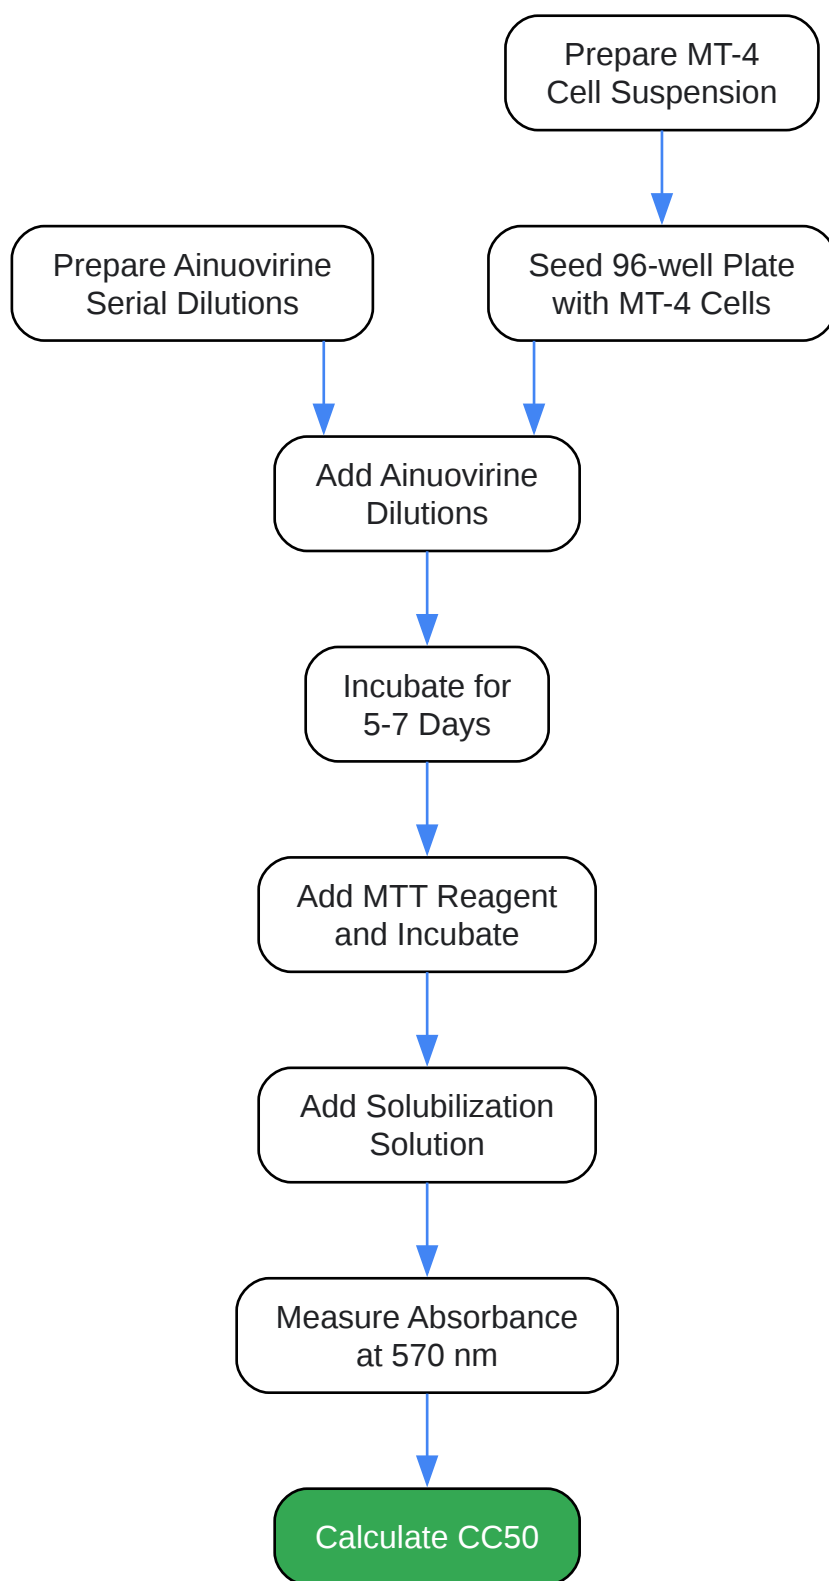 Prepare MT-4
Cell Suspension
Prepare Ainuovirine
Serial Dilutions
Seed 96-well Plate
with MT-4 Cells
Add Ainuovirine
Dilutions
Incubate for
5-7 Days
Add MTT Reagent
and Incubate
Add Solubilization
Solution
Measure Absorbance
at 570 nm
Calculate CC50